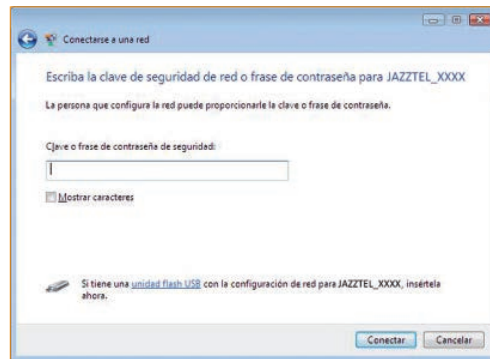 Conectarse a una red
Escriba la clave de seguridad de red o frase de contraseña para JAZZTEL_XXXX
La persona que configura la red puede proporcionarle la clave o frase de contraseña.
Clave o frase de contraseña de seguridad:
Mostrar caracteres
Si tiene una unidad flash USB con la configuración de red para JAZZTEL_XXXX, insértela
ahora.
Conectar Cancelar